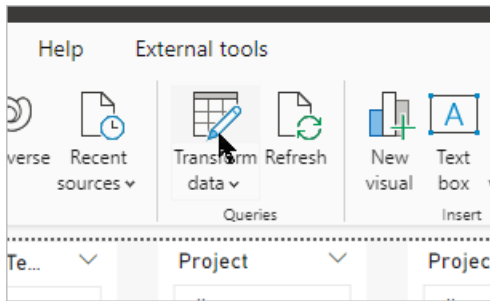 Help External tools
verse Recent sources Transform data Refresh New visual Text box
Queries Insert
Te... Project Projec